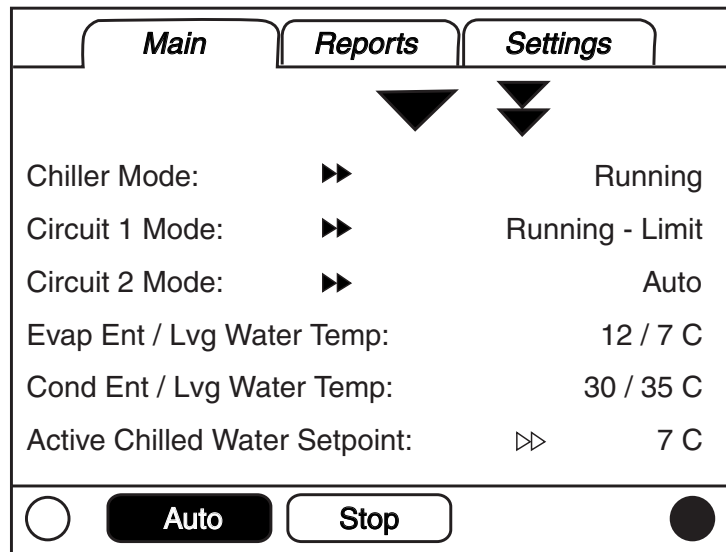 Main Reports Settings
Chiller Mode: Running
Circuit 1 Mode: Running - Limit
Circuit 2 Mode: Auto
Evap Ent / Lvg Water Temp: 12 / 7 C
Cond Ent / Lvg Water Temp: 30 / 35 C
Active Chilled Water Setpoint: 7 C
Auto Stop